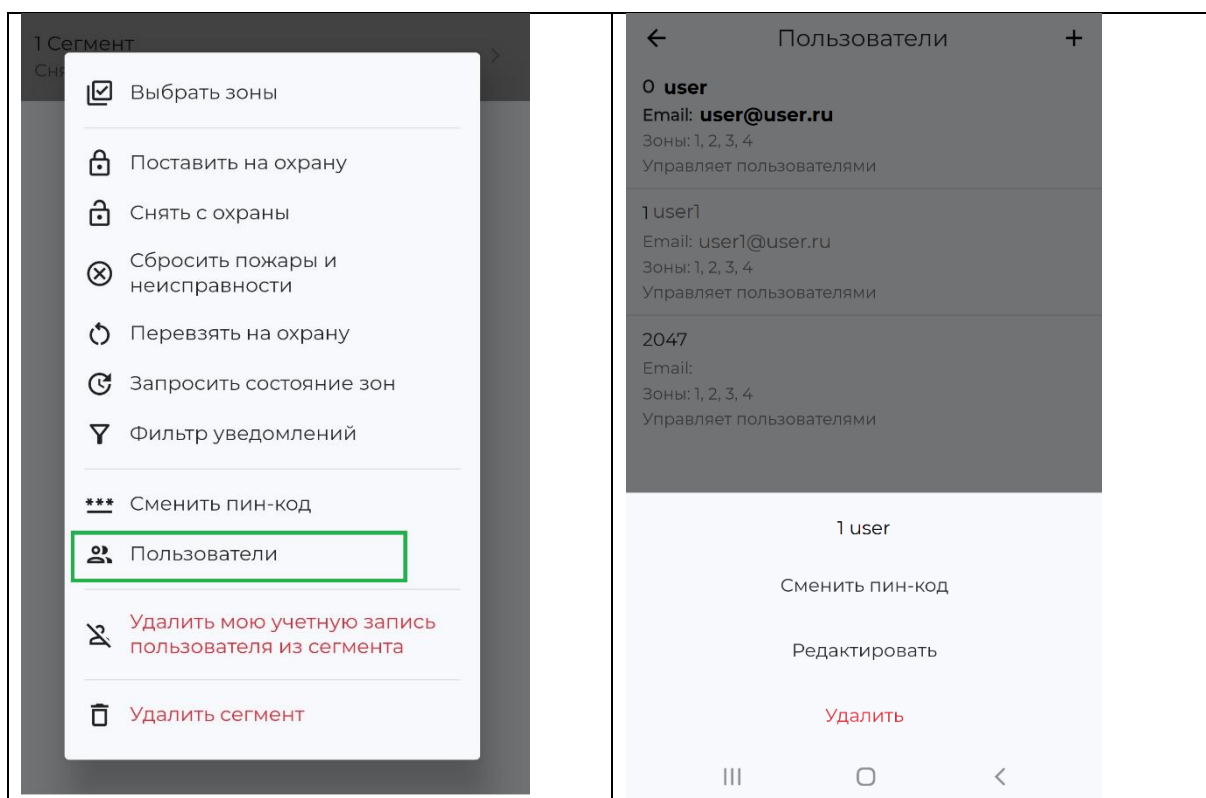 1 Сегмент
Сня
Выбрать зоны
Поставить на охрану
Снять с охраны
Сбросить пожары и
неисправности
Перевзять на охрану
Запросить состояние зон
Фильтр уведомлений
Сменить пин-код
Пользователи
Удалить мою учетную запись
пользователя из сегмента
Удалить сегмент
Пользователи
0 user
Email: user@user.ru
Зоны: 1, 2, 3, 4
Управляет пользователями
1 user1
Email: user1@user.ru
Зоны: 1, 2, 3, 4
Управляет пользователями
2047
Email:
Зоны: 1, 2, 3, 4
Управляет пользователями
1 user
Сменить пин-код
Редактировать
Удалить